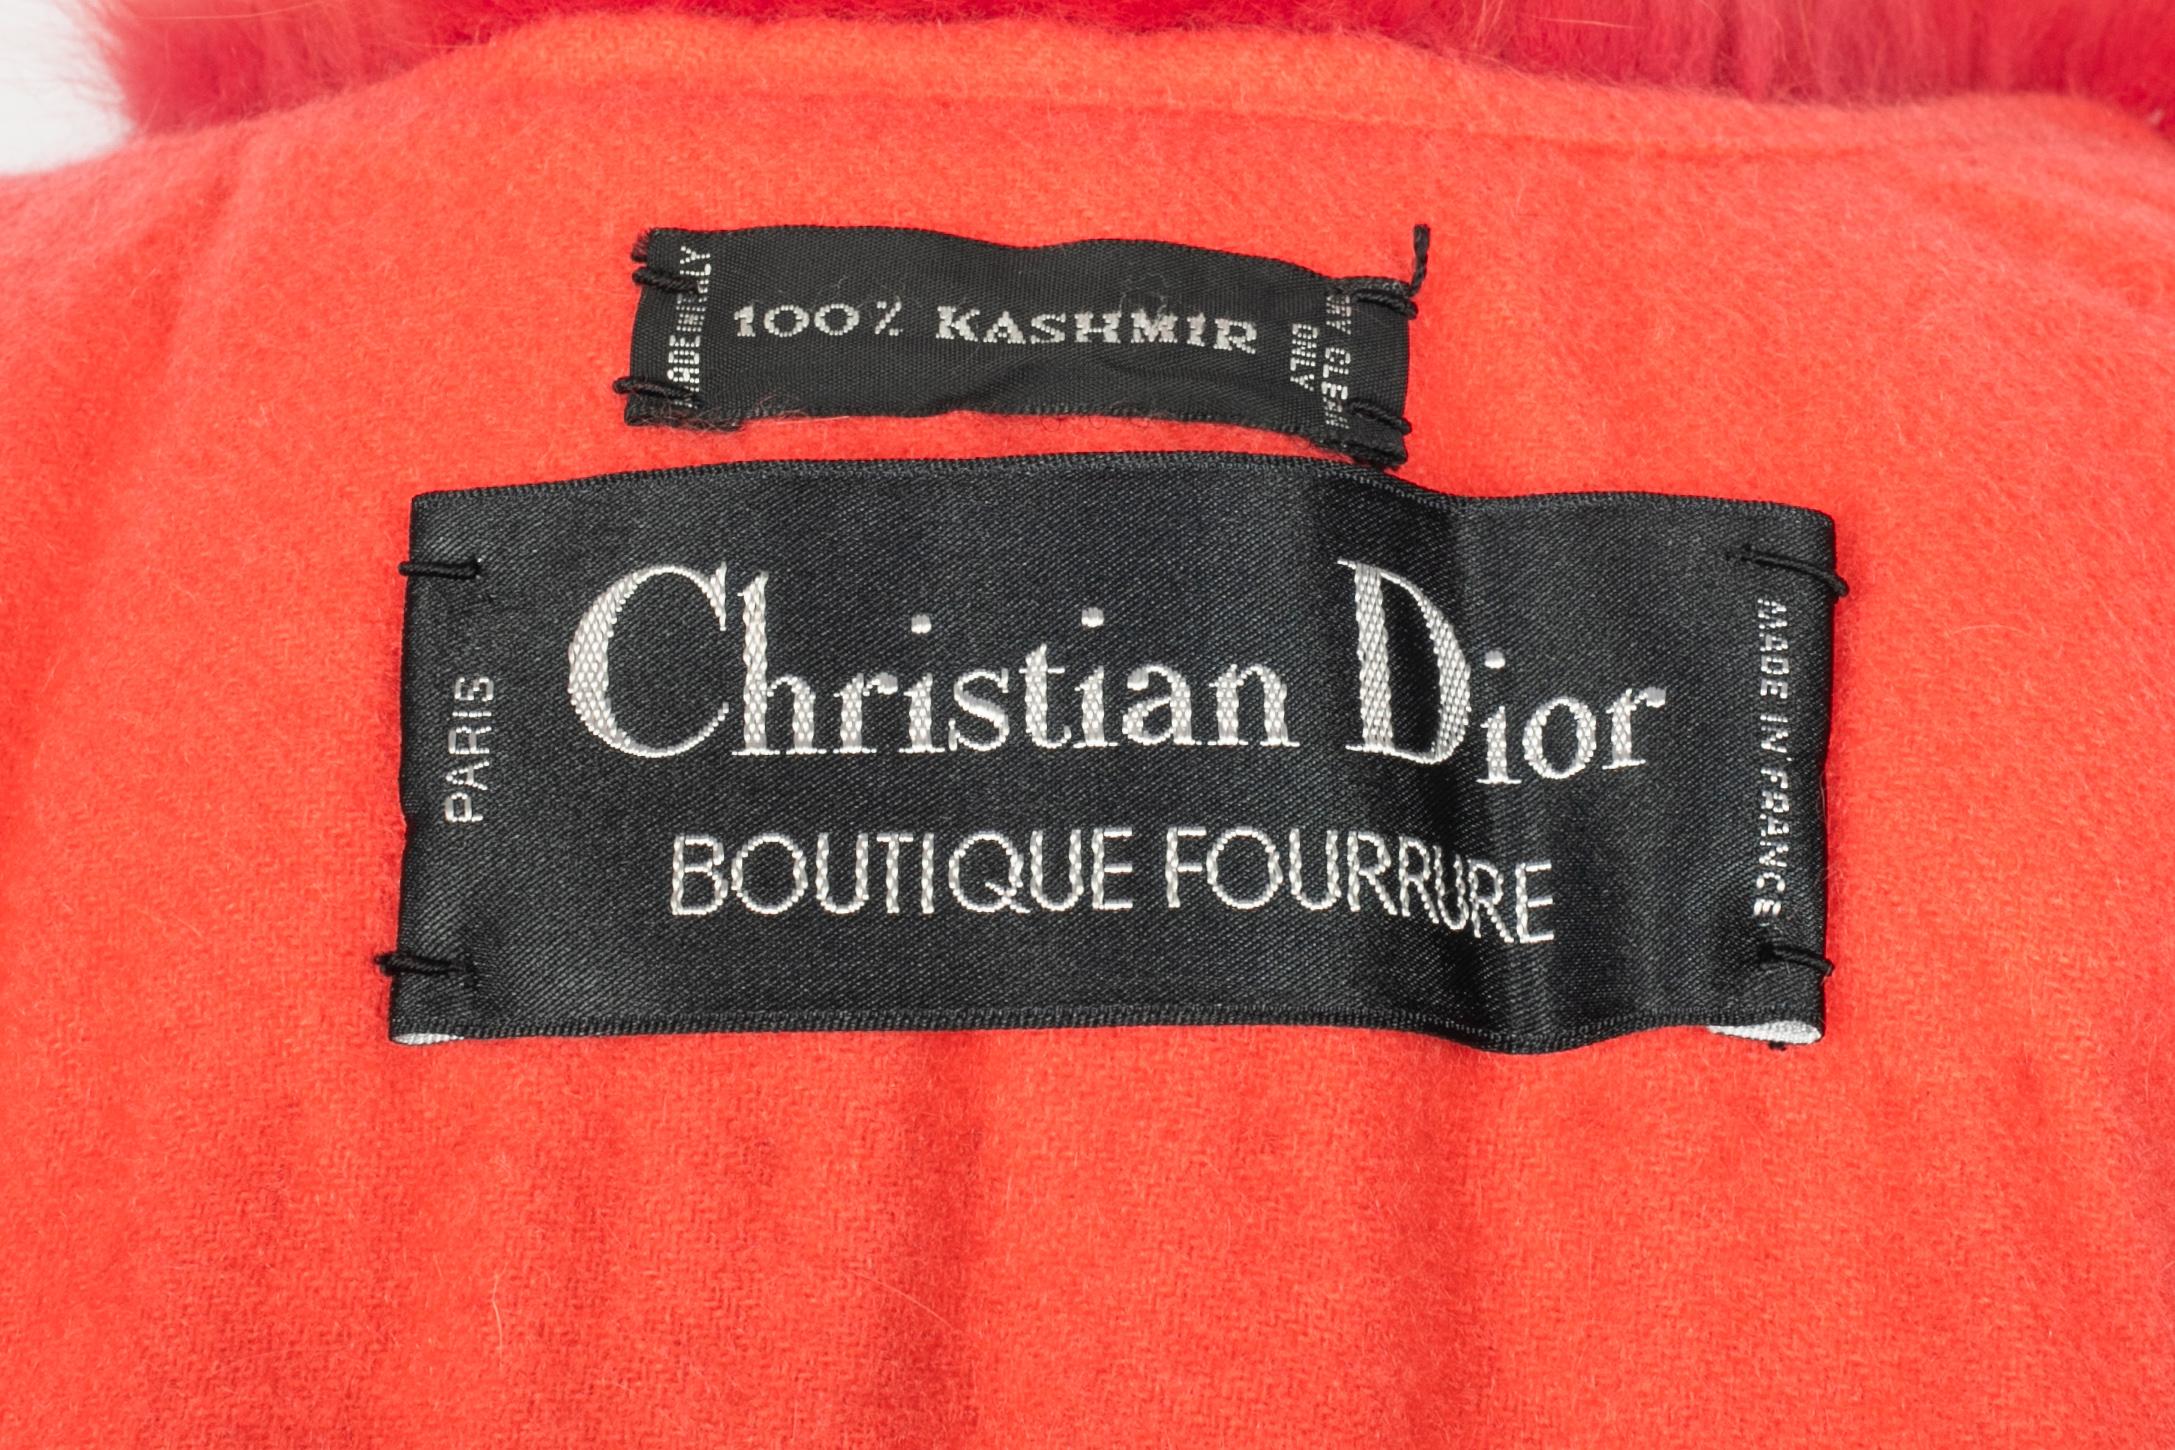 MADE IN ITALY
100% KASHMIR
DRY CLEAN
ONLY
Christian Dior
BOUTIQUE FOURRURE
PARIS
MADE IN FRANCE